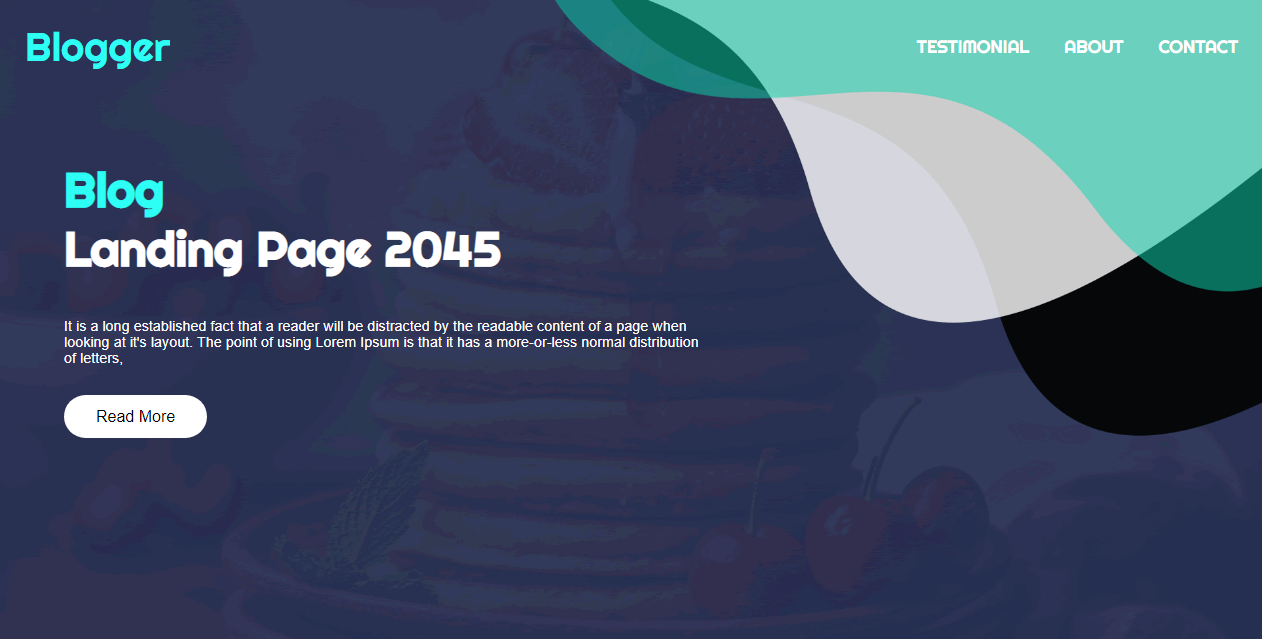 Blogger
TESTIMONIAL ABOUT CONTACT
Blog
Landing Page 2045
It is a long established fact that a reader will be distracted by the readable content of a page when
looking at it's layout. The point of using Lorem Ipsum is that it has a more-or-less normal distribution
of letters,
Read More